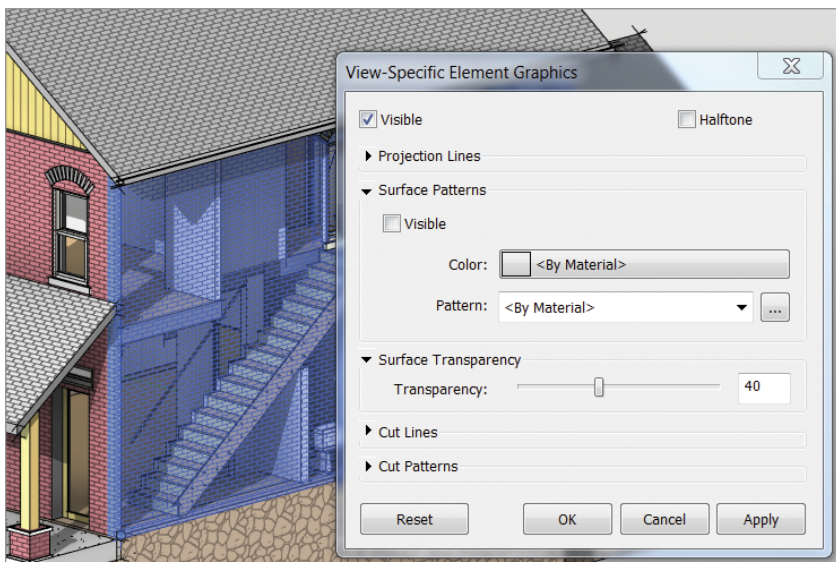 View-Specific Element Graphics
Visible
Halftone
Projection Lines
Surface Patterns
Visible
Color: <By Material>
Pattern: <By Material> ...
Surface Transparency
Transparency: 40
Cut Lines
Cut Patterns
Reset OK Cancel Apply